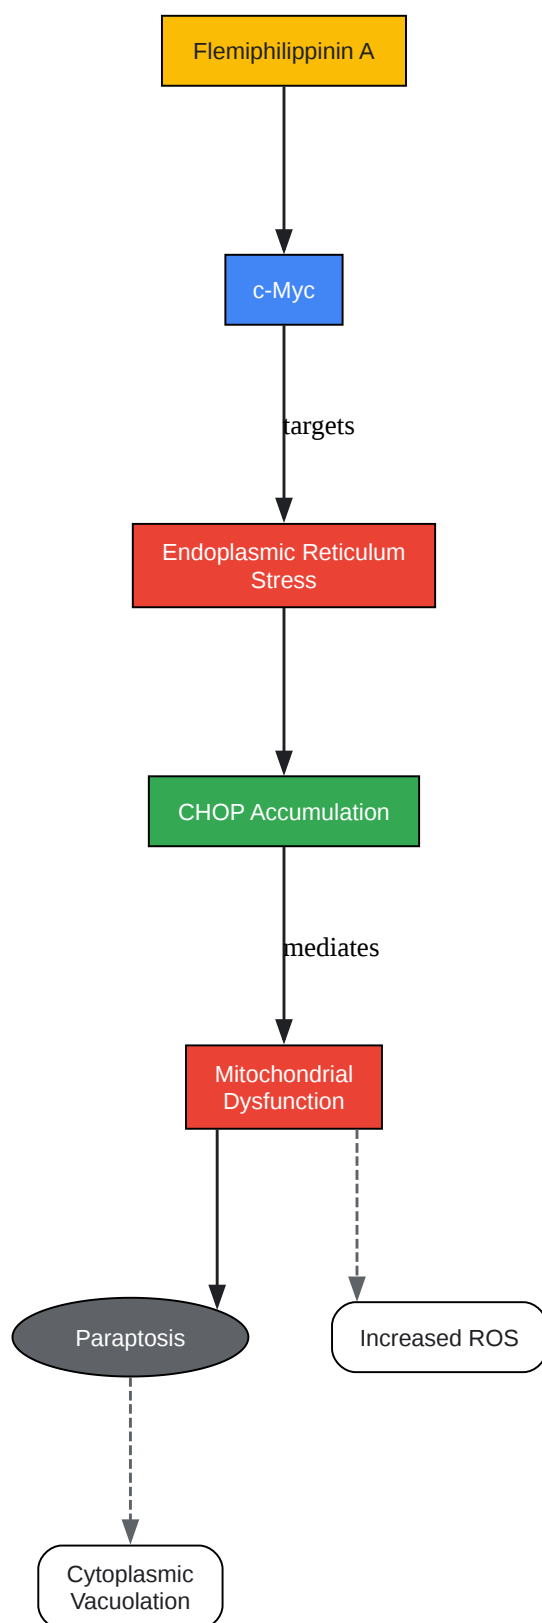 Flemiphilippinin A
c-Myc
targets
Endoplasmic Reticulum
Stress
CHOP Accumulation
mediates
Mitochondrial
Dysfunction
Paraptosis
Increased ROS
Cytoplasmic
Vacuolation